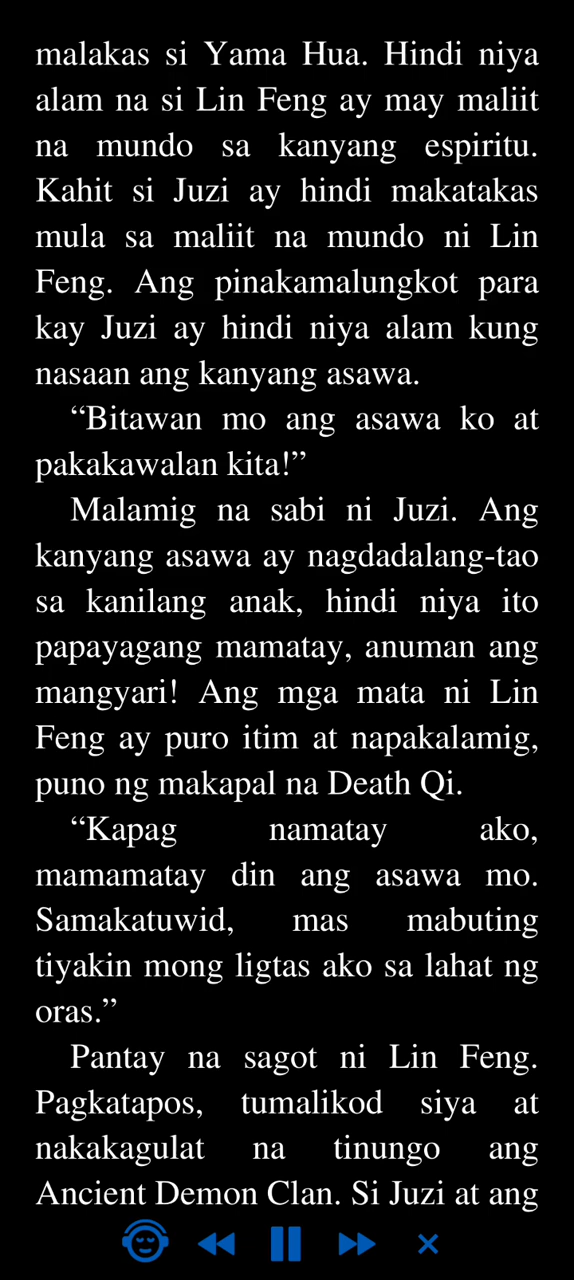 malakas si Yama Hua. Hindi niya
alam na si Lin Feng ay may maliit
na mundo sa kanyang espiritu.
Kahit si Juzi ay hindi makatakas
mula sa maliit na mundo ni Lin
Feng. Ang pinakamalungkot para
kay Juzi ay hindi niya alam kung
nasaan ang kanyang asawa.
“Bitawan mo ang asawa ko at
pakakawalan kita!”
Malamig na sabi ni Juzi. Ang
kanyang asawa ay nagdadalang-tao
sa kanilang anak, hindi niya ito
papayagang mamatay, anuman ang
mangyari! Ang mga mata ni Lin
Feng ay puro itim at napakalamig,
puno ng makapal na Death Qi.
“Kapag namatay ako,
mamamatay din ang asawa mo.
Samakatuwid, mas mabuting
tiyakin mong ligtas ako sa lahat ng
oras.”
Pantay na sagot ni Lin Feng.
Pagkatapos, tumalikod siya at
nakakagulat na tinungo ang
Ancient Demon Clan. Si Juzi at ang